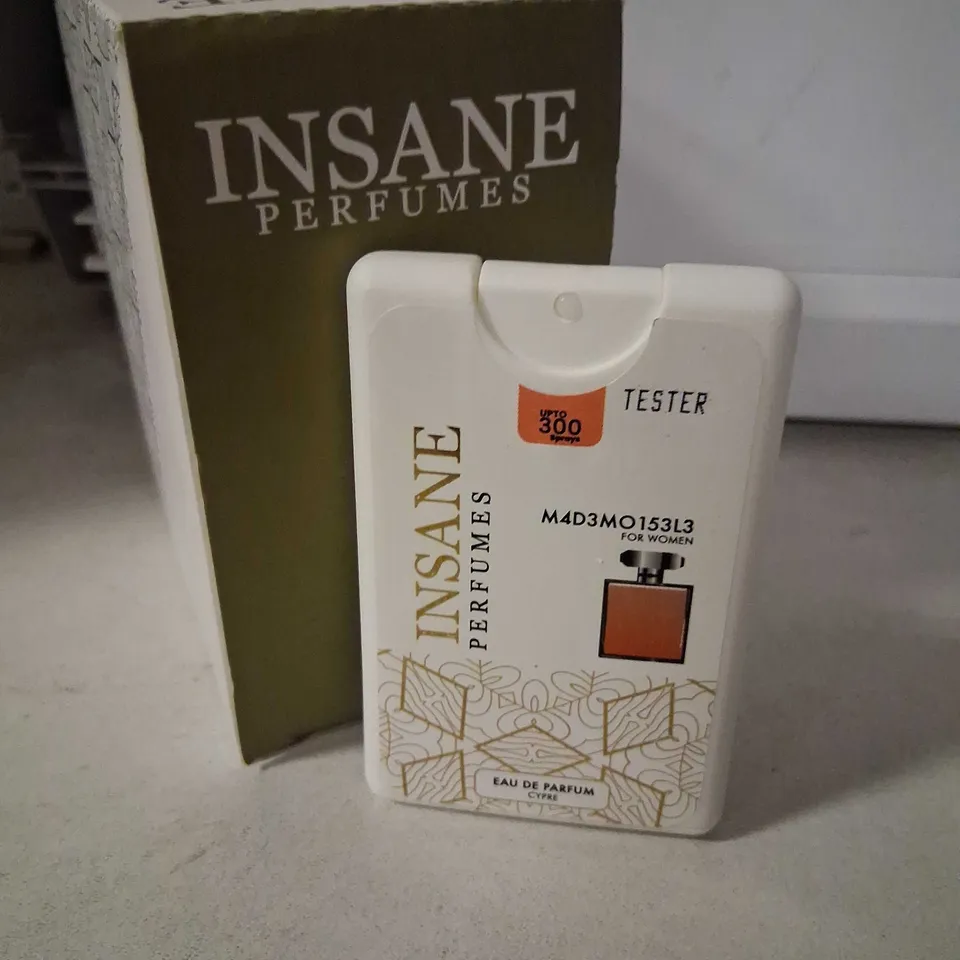 INSANE
PERFUMES
UPTO
300
Sprays
TESTER
INSANE
PERFUMES
M4D3MO153L3
FOR WOMEN
EAU DE PARFUM
CYPRE